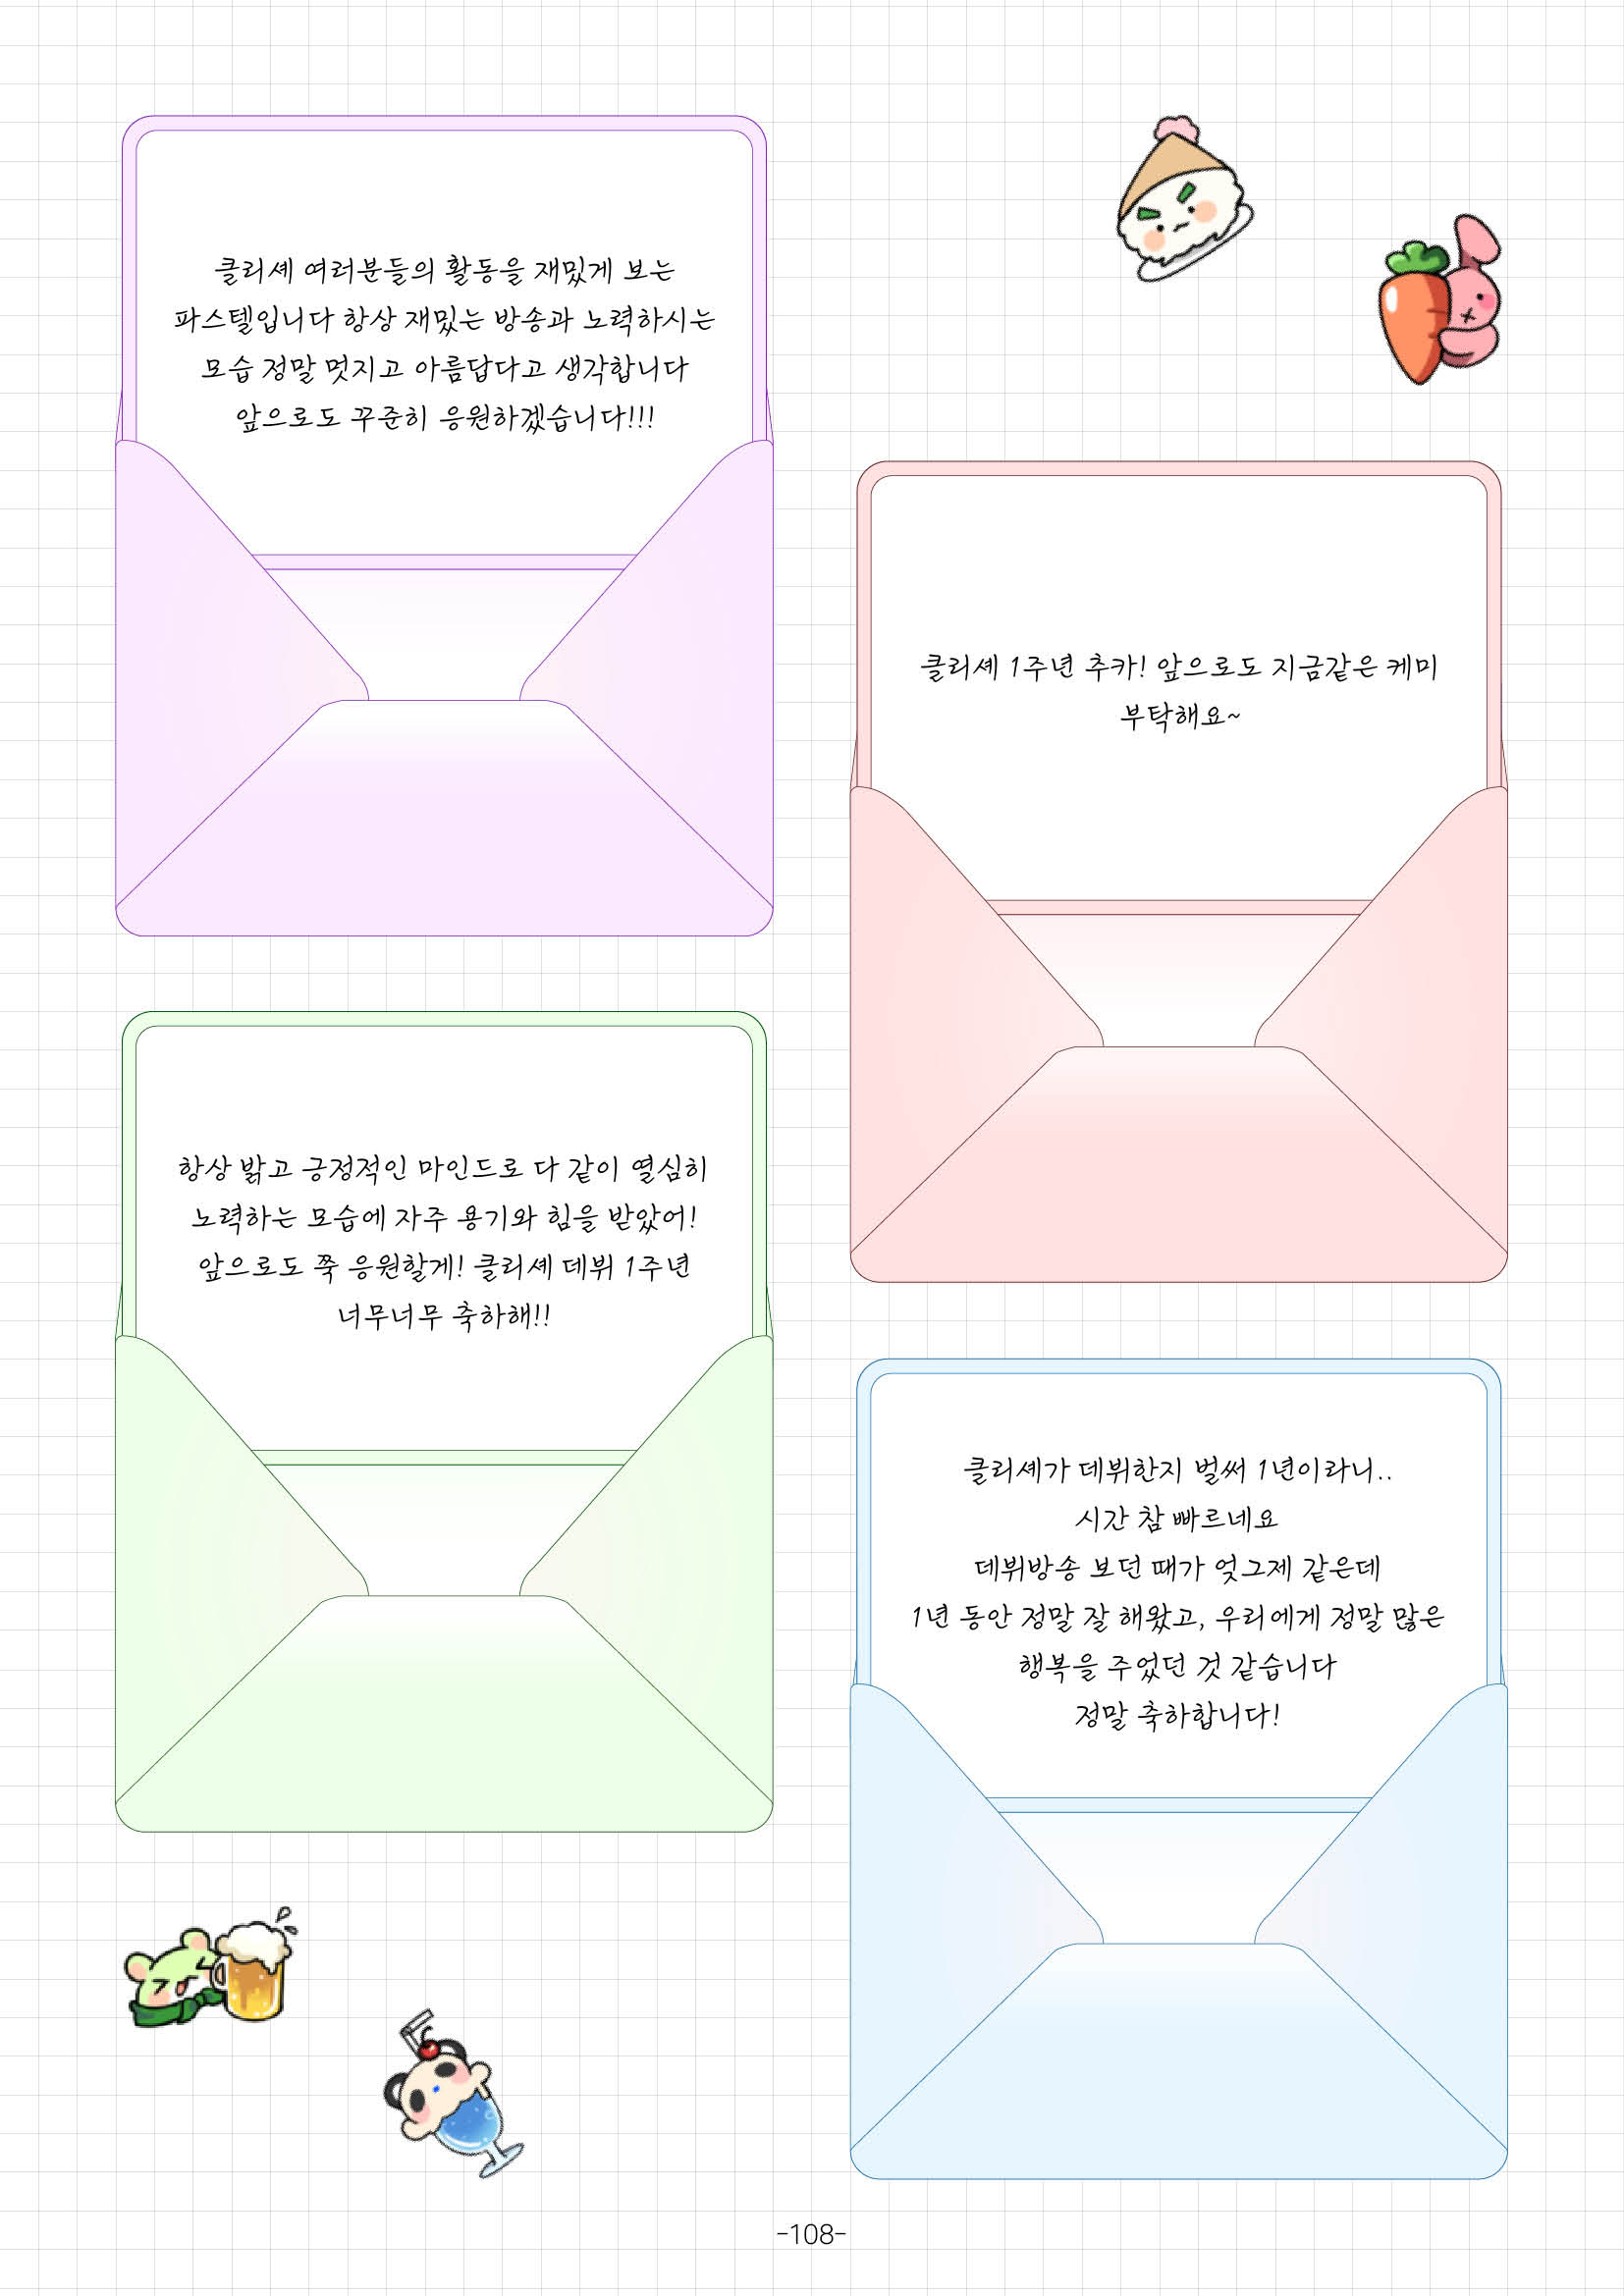 클리셰 여러분들의 활동을 재밌게 보는
파스텔입니다 항상 재밌는 방송과 노력하시는
모습 정말 멋지고 아름답다고 생각합니다
앞으로도 꾸준히 응원하겠습니다!!!
클리셰 1주년 추카! 앞으로도 지금같은 케미
부탁해요~
항상 밝고 긍정적인 마인드로 다 같이 열심히
노력하는 모습에 자주 용기와 힘을 받았어!
앞으로도 쭉 응원할게! 클리셰 데뷔 1주년
너무너무 축하해!!
클리셰가 데뷔한지 벌써 1년이라니..
시간 참 빠르네요
데뷔방송 보던 때가 엊그제 같은데
1년 동안 정말 잘 해왔고, 우리에게 정말 많은
행복을 주었던 것 같습니다
정말 축하합니다!
-108-